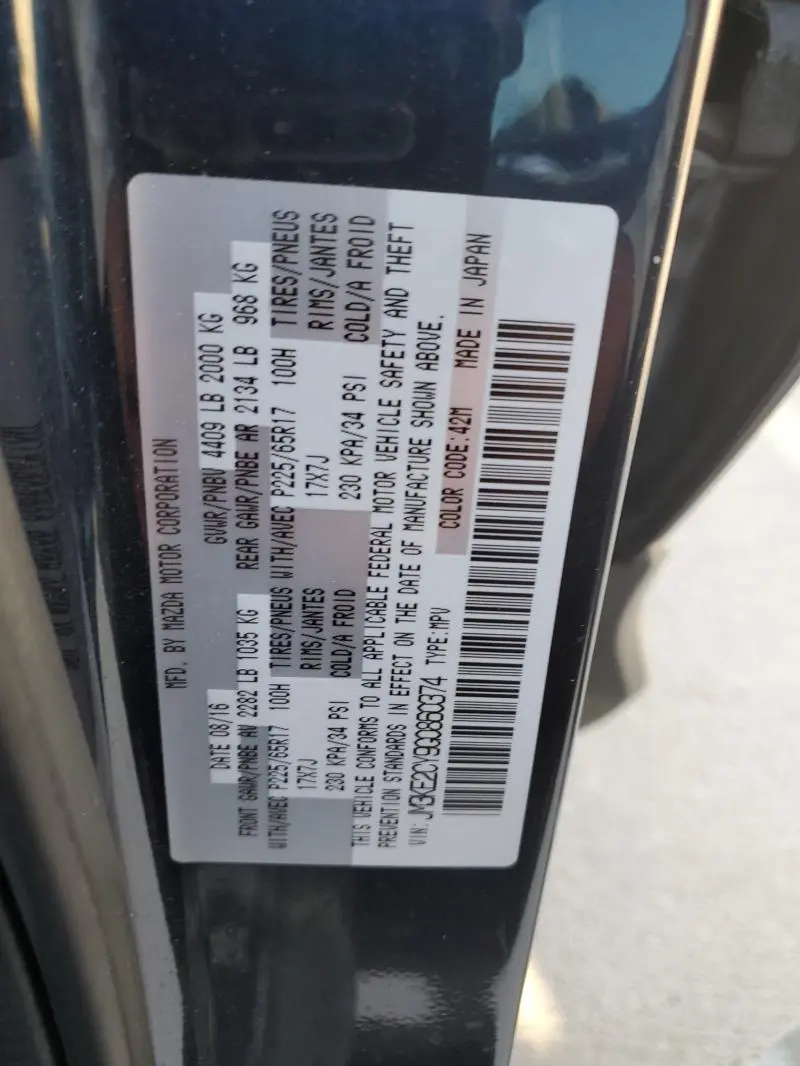 MFD. BY MAZDA MOTOR CORPORATION
DATE 08/16 GVWR/PNBV 4409 LB 2000 KG
FRONT GAWR/PNBE AV 2282 LB 1035 KG REAR GAWR/PNBE AR 2134 LB 968 KG
WITH/AVEC P225/65R17 100H TIRES/PNEUS WITH/AVEC P225/65R17 100H TIRES/PNEUS
17X7J RIMS/JANTES 17X7J RIMS/JANTES
230 KPA/34 PSI COLD/A FROID 230 KPA/34 PSI COLD/A FROID
THIS VEHICLE CONFORMS TO ALL APPLICABLE FEDERAL MOTOR VEHICLE SAFETY AND THEFT
PREVENTION STANDARDS IN EFFECT ON THE DATE OF MANUFACTURE SHOWN ABOVE.
VIN: JM3KE2CY9G0860374 TYPE:MPV COLOR CODE:42M MADE IN JAPAN